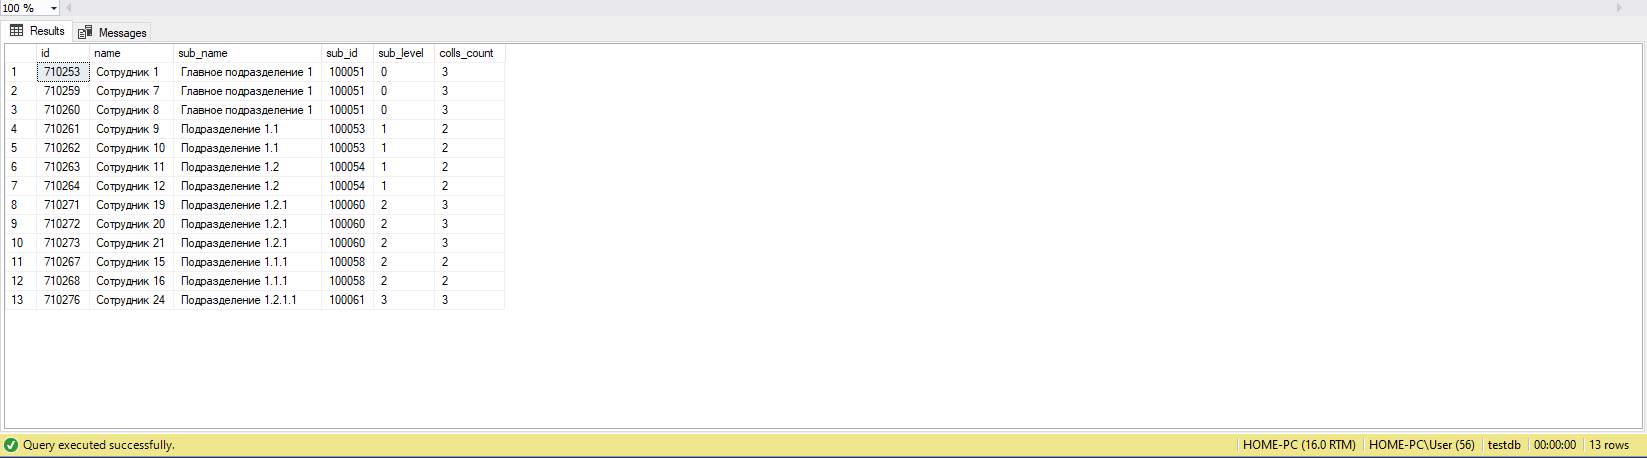 100 %
Results Messages
id name sub_name sub_id sub_level colls_count
1 710253 Сотрудник 1 Главное подразделение 1 100051 0 3
2 710259 Сотрудник 7 Главное подразделение 1 100051 0 3
3 710260 Сотрудник 8 Главное подразделение 1 100051 0 3
4 710261 Сотрудник 9 Подразделение 1.1 100053 1 2
5 710262 Сотрудник 10 Подразделение 1.1 100053 1 2
6 710263 Сотрудник 11 Подразделение 1.2 100054 1 2
7 710264 Сотрудник 12 Подразделение 1.2 100054 1 2
8 710271 Сотрудник 19 Подразделение 1.2.1 100060 2 3
9 710272 Сотрудник 20 Подразделение 1.2.1 100060 2 3
10 710273 Сотрудник 21 Подразделение 1.2.1 100060 2 3
11 710267 Сотрудник 15 Подразделение 1.1.1 100058 2 2
12 710268 Сотрудник 16 Подразделение 1.1.1 100058 2 2
13 710276 Сотрудник 24 Подразделение 1.2.1.1 100061 3 3
Query executed successfully. HOME-PC (16.0 RTM) HOME-PC\User (56) testdb 00:00:00 13 rows